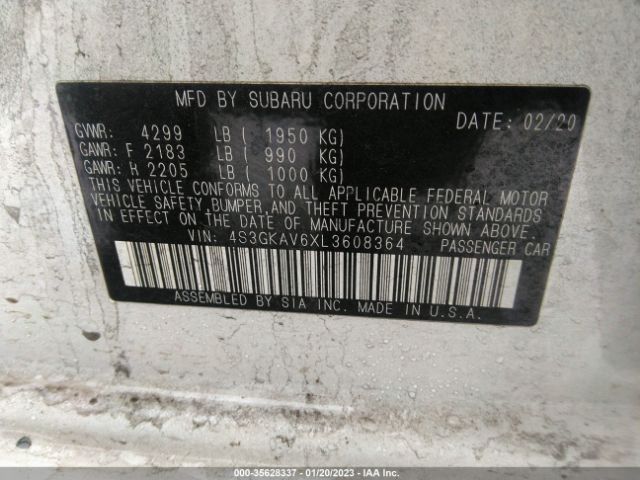 MFD BY SUBARU CORPORATION
DATE: 02/20
GVWR: 4299 LB ( 1950 KG)
GAWR: F 2183 LB ( 990 KG)
GAWR: R 2205 LB ( 1000 KG)
THIS VEHICLE CONFORMS TO ALL APPLICABLE FEDERAL MOTOR
VEHICLE SAFETY,BUMPER,AND THEFT PREVENTION STANDARDS
IN EFFECT ON THE DATE OF MANUFACTURE SHOWN ABOVE.
VIN: 4S3GKAV6XL3608364 PASSENGER CAR
ASSEMBLED BY SIA INC. MADE IN U.S.A.
000-35628337 - 01/20/2023 - IAA Inc.